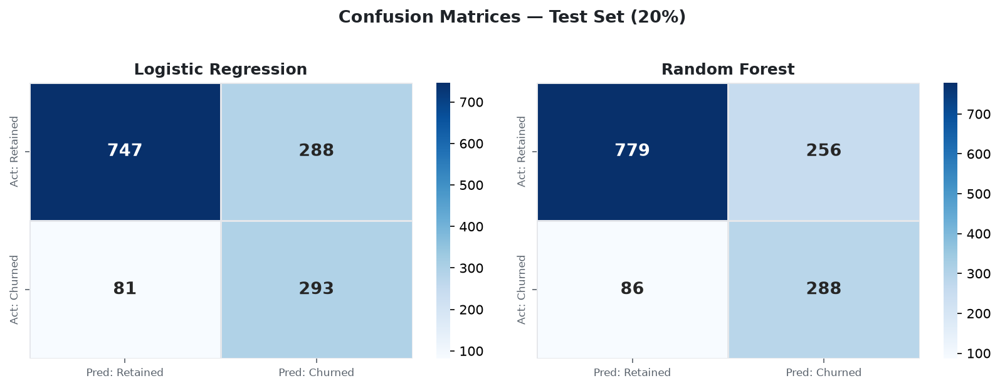 Confusion Matrices — Test Set (20%)
Logistic Regression
Act: Retained
747
288
Act: Churned
81
293
Pred: Retained
Pred: Churned
700
600
500
400
300
200
100
Random Forest
Act: Retained
779
256
Act: Churned
86
288
Pred: Retained
Pred: Churned
700
600
500
400
300
200
100